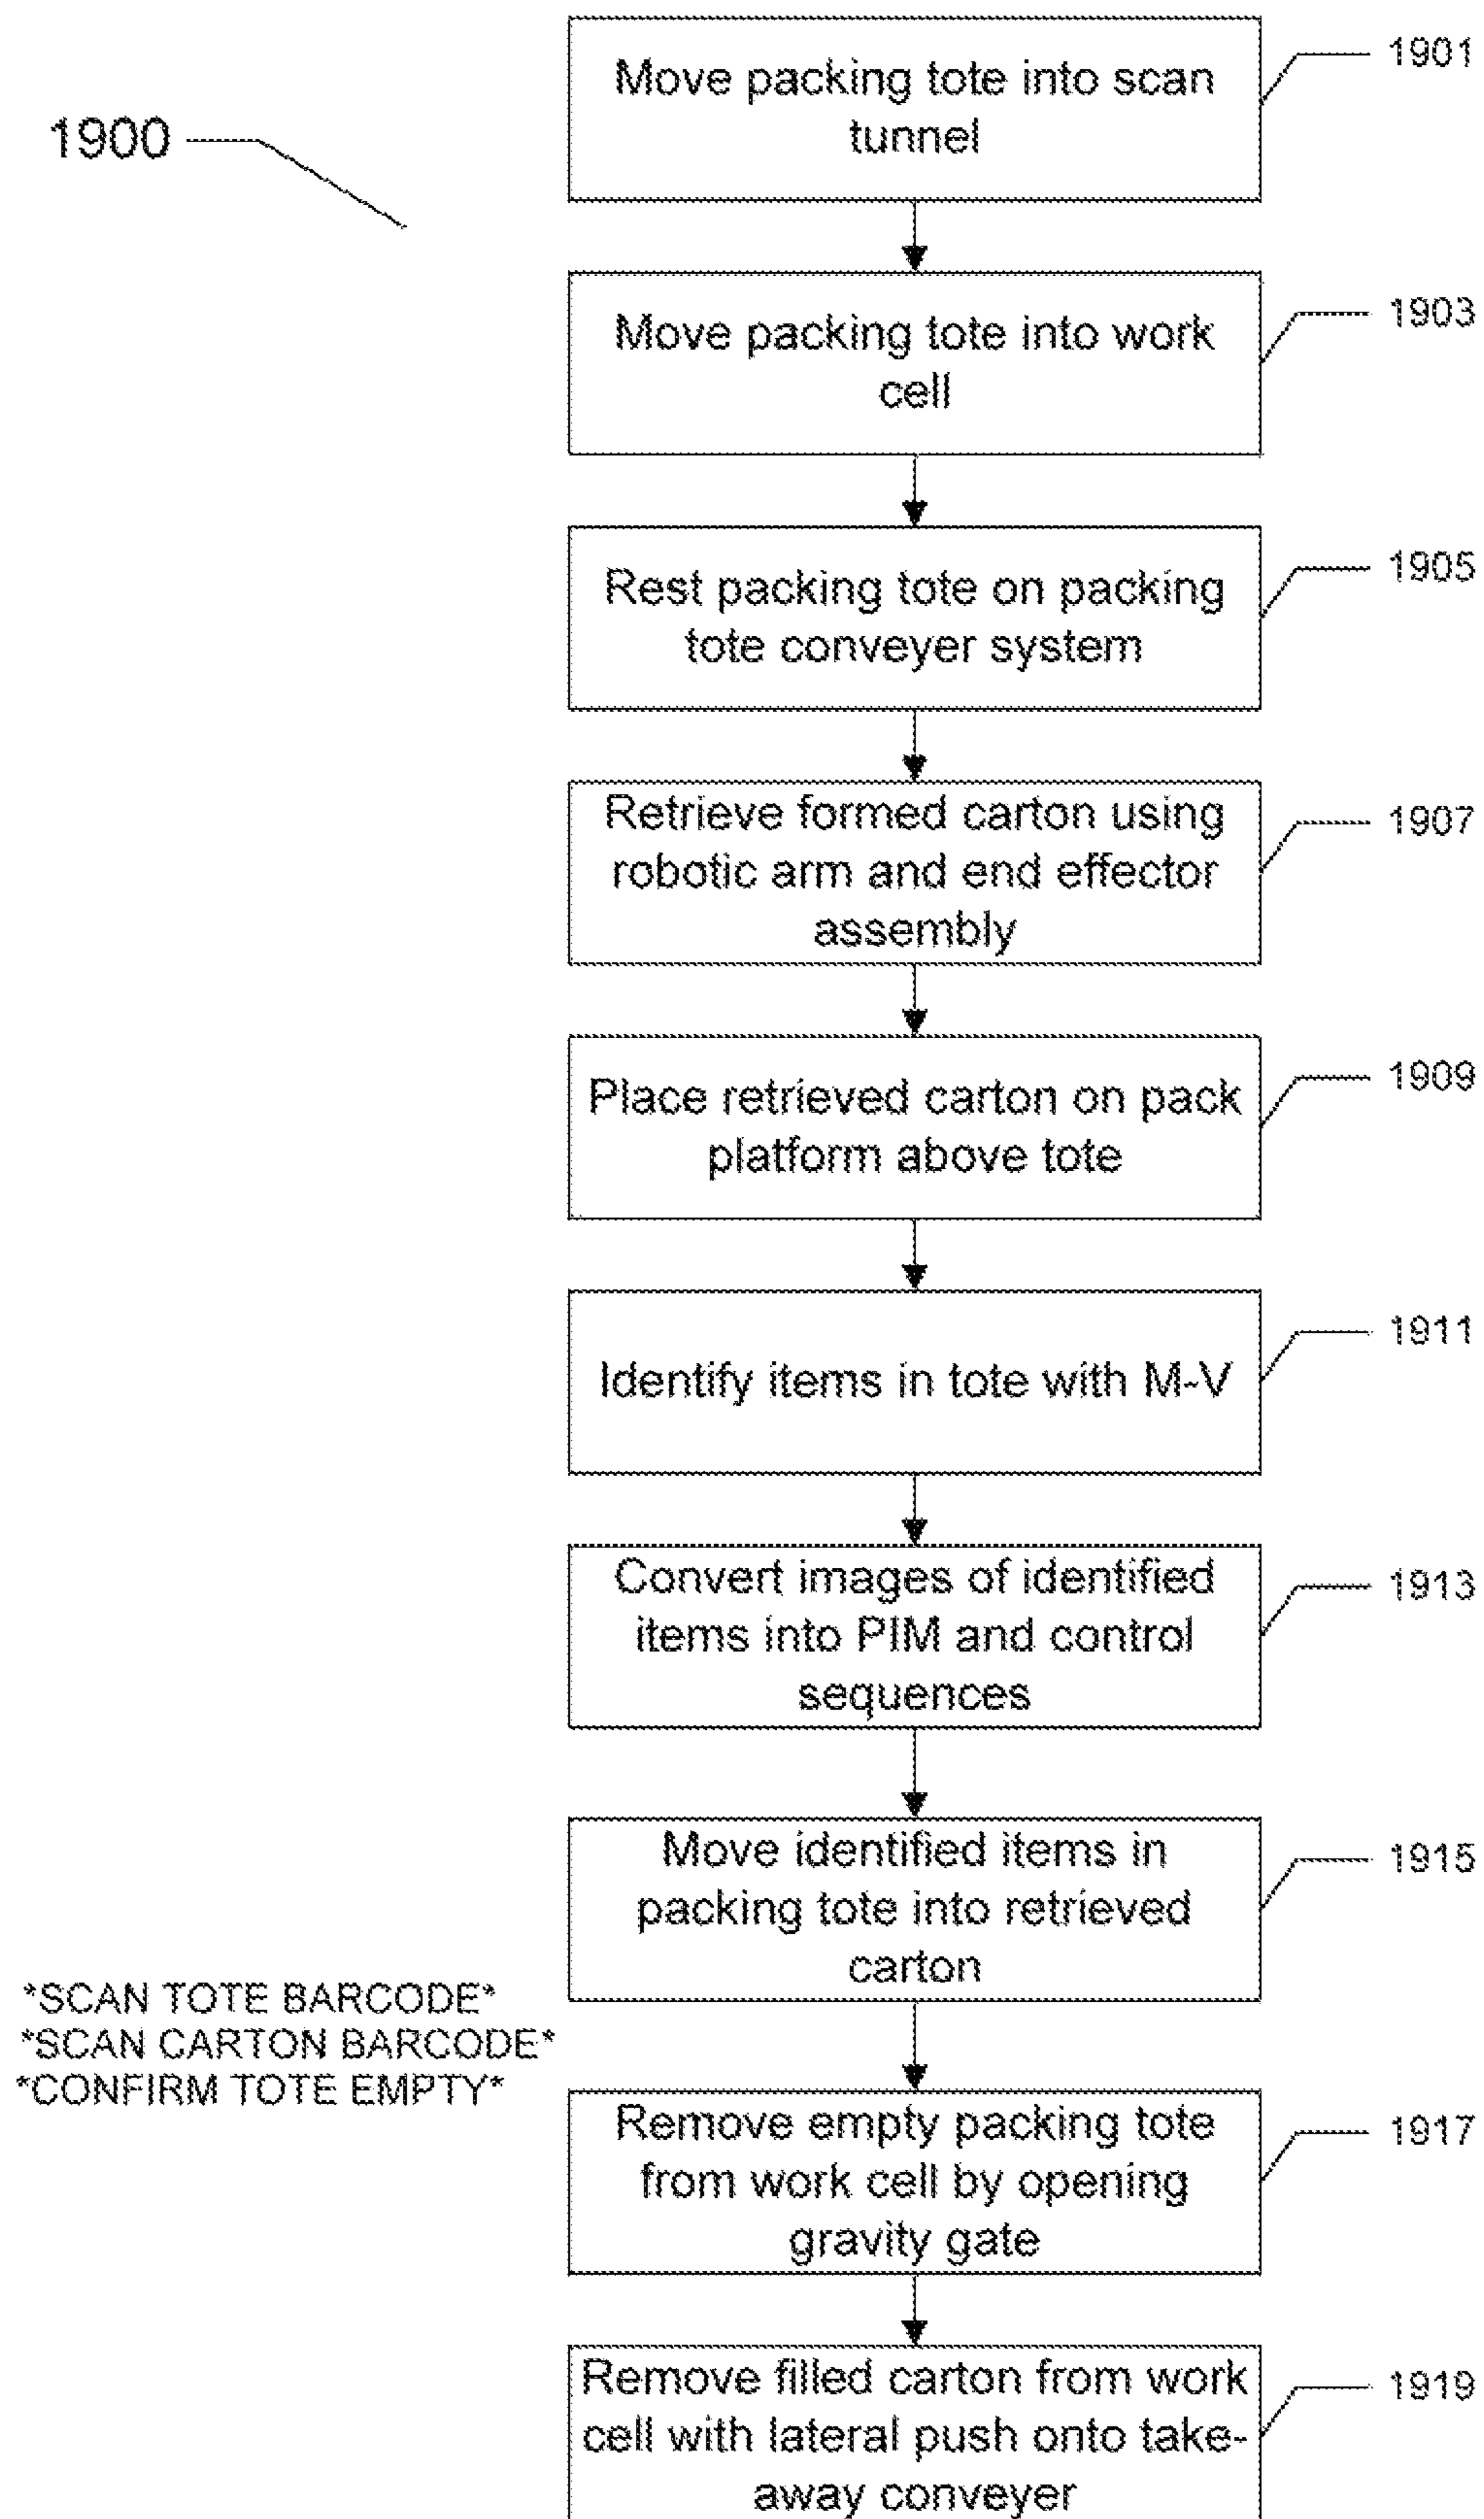 1900
Move packing tote into scan
tunnel
1901
Move packing tote into work
cell
1903
Rest packing tote on packing
tote conveyer system
1905
Retrieve formed carton using
robotic arm and end effector
assembly
1907
Place retrieved carton on pack
platform above tote
1909
Identify items in tote with M-V
1911
Convert images of identified
items into PIM and control
sequences
1913
Move identified items in
packing tote into retrieved
carton
1915
*SCAN TOTE BARCODE*
*SCAN CARTON BARCODE*
*CONFIRM TOTE EMPTY*
Remove empty packing tote
from work cell by opening
gravity gate
1917
Remove filled carton from work
cell with lateral push onto take-
away conveyer
1919